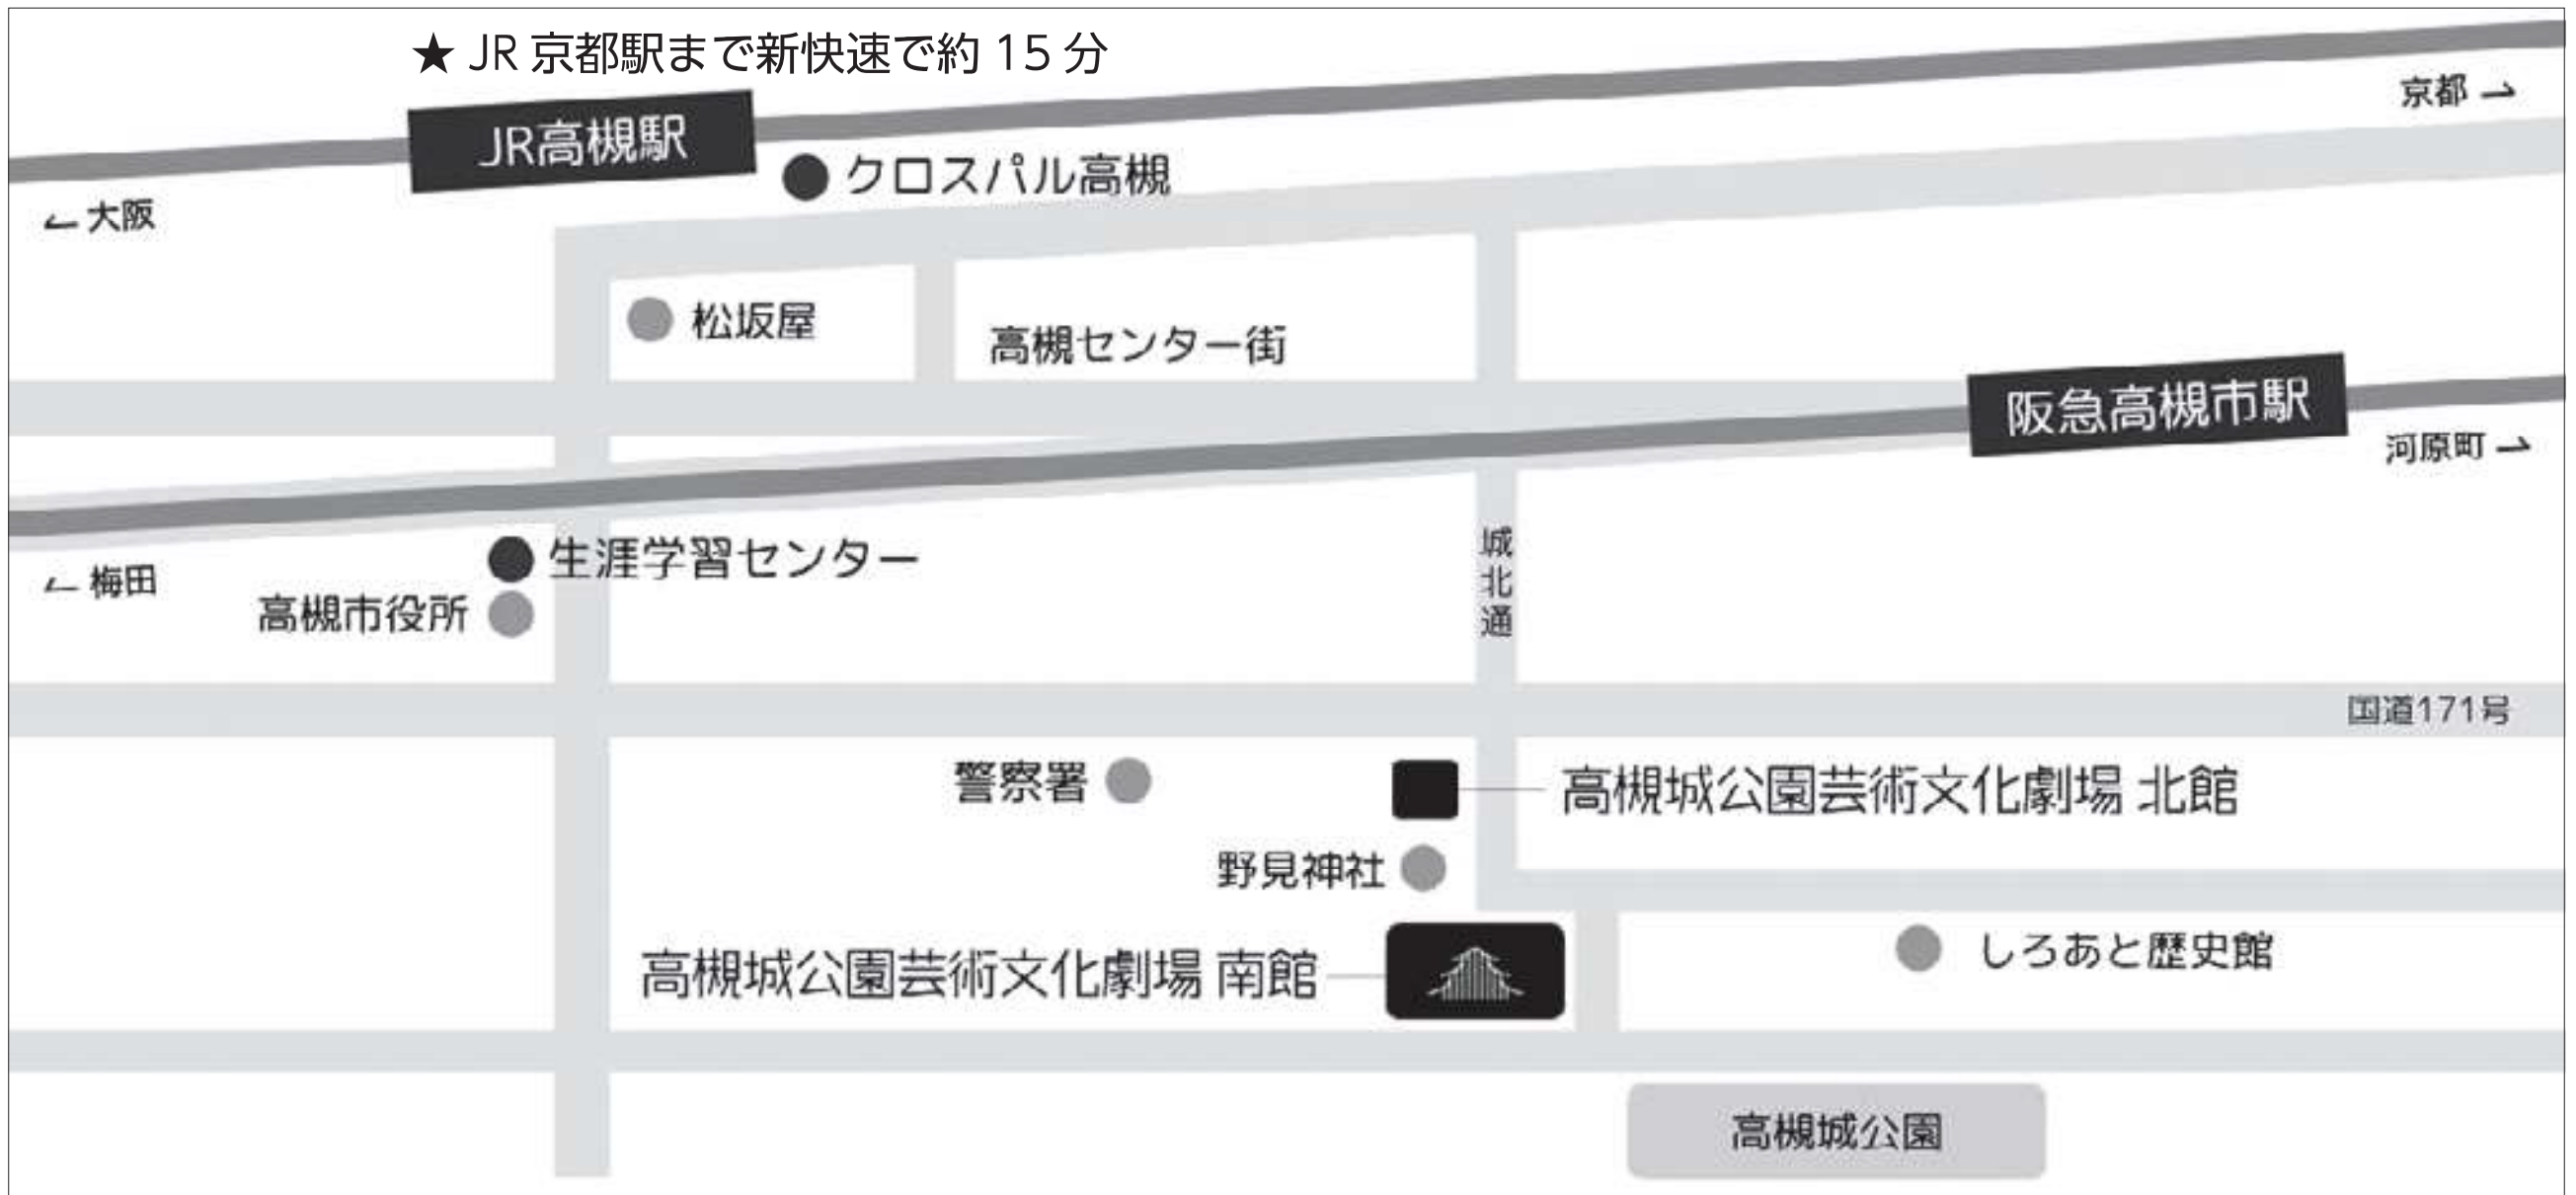 ★ JR 京都駅まで新快速で約 15 分
京都 ⇀
JR高槻駅
クロスパル高槻
↼ 大阪
松坂屋
高槻センター街
阪急高槻市駅
河原町 ⇀
城北通
生涯学習センター
↼ 梅田
高槻市役所
国道171号
警察署
高槻城公園芸術文化劇場 北館
野見神社
しろあと歴史館
高槻城公園芸術文化劇場 南館
高槻城公園